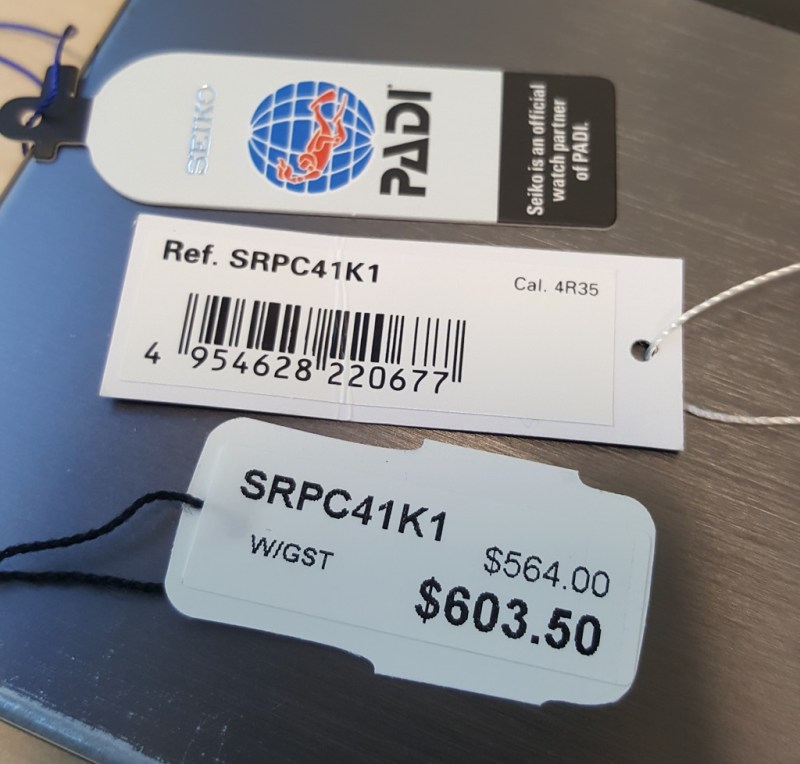 SEIKO
PADI
Seiko is an official
watch partner
of PADI.
Ref. SRPC41K1
Cal. 4R35
4 954628 220677
SRPC41K1
W/GST
$564.00
$603.50